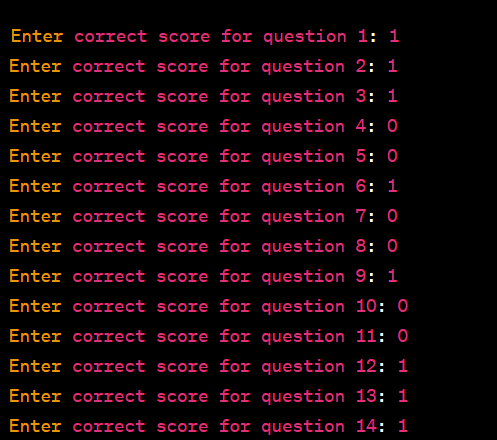 Enter correct score for question 1: 1
Enter correct score for question 2: 1
Enter correct score for question 3: 1
Enter correct score for question 4: 0
Enter correct score for question 5: 0
Enter correct score for question 6: 1
Enter correct score for question 7: 0
Enter correct score for question 8: 0
Enter correct score for question 9: 1
Enter correct score for question 10: 0
Enter correct score for question 11: 0
Enter correct score for question 12: 1
Enter correct score for question 13: 1
Enter correct score for question 14: 1